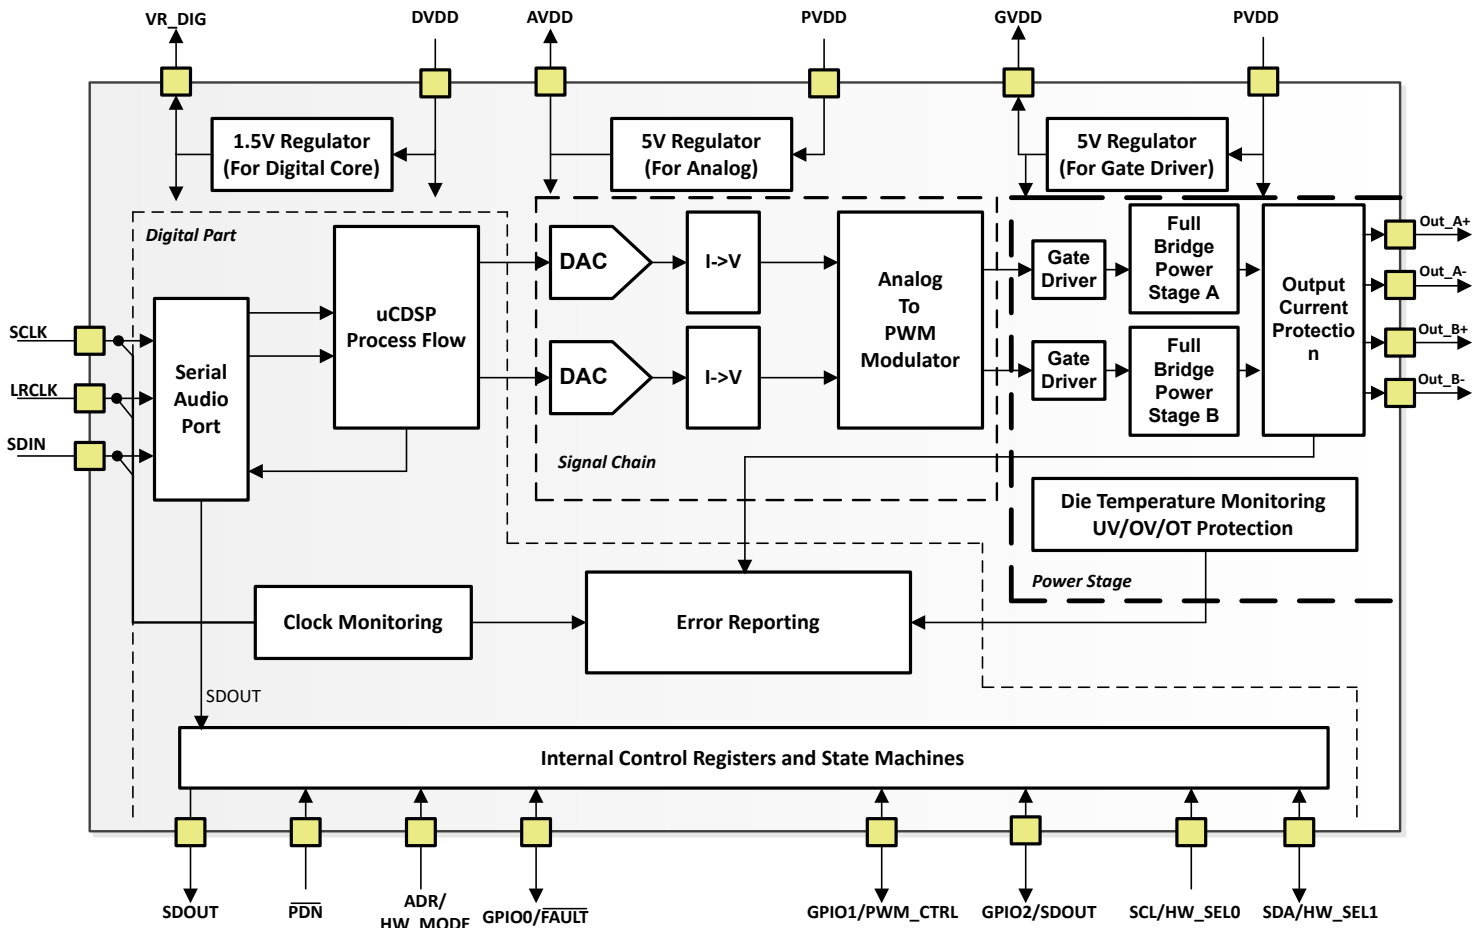 VR_DIG
DVDD
AVDD
PVDD
GVDD
PVDD
1.5V Regulator
(For Digital Core)
5V Regulator
(For Analog)
5V Regulator
(For Gate Driver)
Digital Part
uCDSP
Process Flow
DAC
I->V
DAC
I->V
Analog
To
PWM
Modulator
Signal Chain
Gate
Driver
Full
Bridge
Power
Stage A
Gate
Driver
Full
Bridge
Power
Stage B
Output
Current
Protectio
n
Out_A+
Out_A-
Out_B+
Out_B-
SCLK
LRCLK
SDIN
Serial
Audio
Port
Die Temperature Monitoring
UV/OV/OT Protection
Power Stage
Clock Monitoring
Error Reporting
SDOUT
Internal Control Registers and State Machines
SDOUT
PDN
ADR/
HW_MODE
GPIO0/FAULT
GPIO1/PWM_CTRL
GPIO2/SDOUT
SCL/HW_SEL0
SDA/HW_SEL1